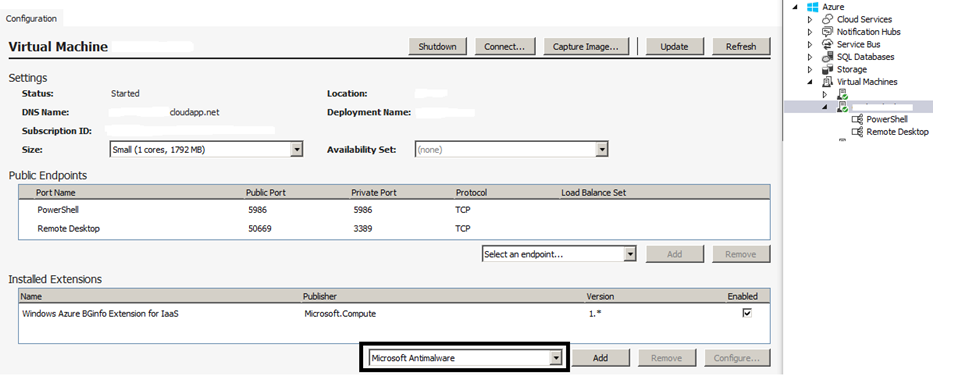 Configuration
Virtual Machine
Shutdown Connect... Capture Image... Update Refresh
Settings
Status: Started Location:
DNS Name: cloudapp.net Deployment Name:
Subscription ID:
Size: Small (1 cores, 1792 MB) Availability Set: (none)
Public Endpoints
Port Name Public Port Private Port Protocol Load Balance Set
PowerShell 5986 5986 TCP
Remote Desktop 50669 3389 TCP
Select an endpoint... Add Remove
Installed Extensions
Name Publisher Version Enabled
Windows Azure BGinfo Extension for IaaS Microsoft.Compute 1.*
Microsoft Antimalware Add Remove Configure...
Azure
Cloud Services
Notification Hubs
Service Bus
SQL Databases
Storage
Virtual Machines
PowerShell
Remote Desktop